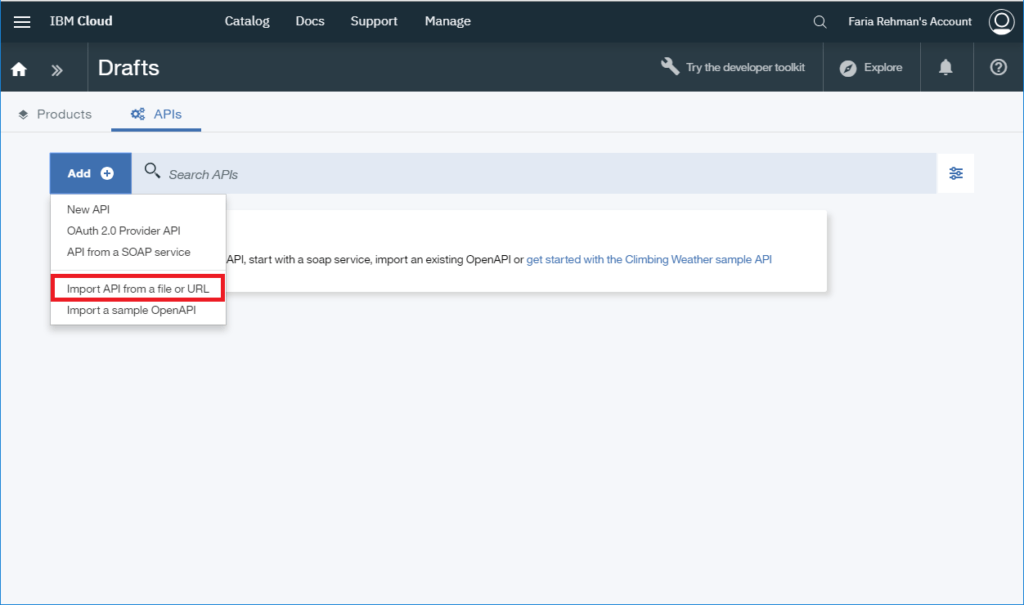 IBM Cloud Catalog Docs Support Manage Faria Rehman's Account
Drafts Try the developer toolkit Explore
Products APIs
Add Search APIs
New API
OAuth 2.0 Provider API
API from a SOAP service
API, start with a soap service, import an existing OpenAPI or get started with the Climbing Weather sample API
Import API from a file or URL
Import a sample OpenAPI